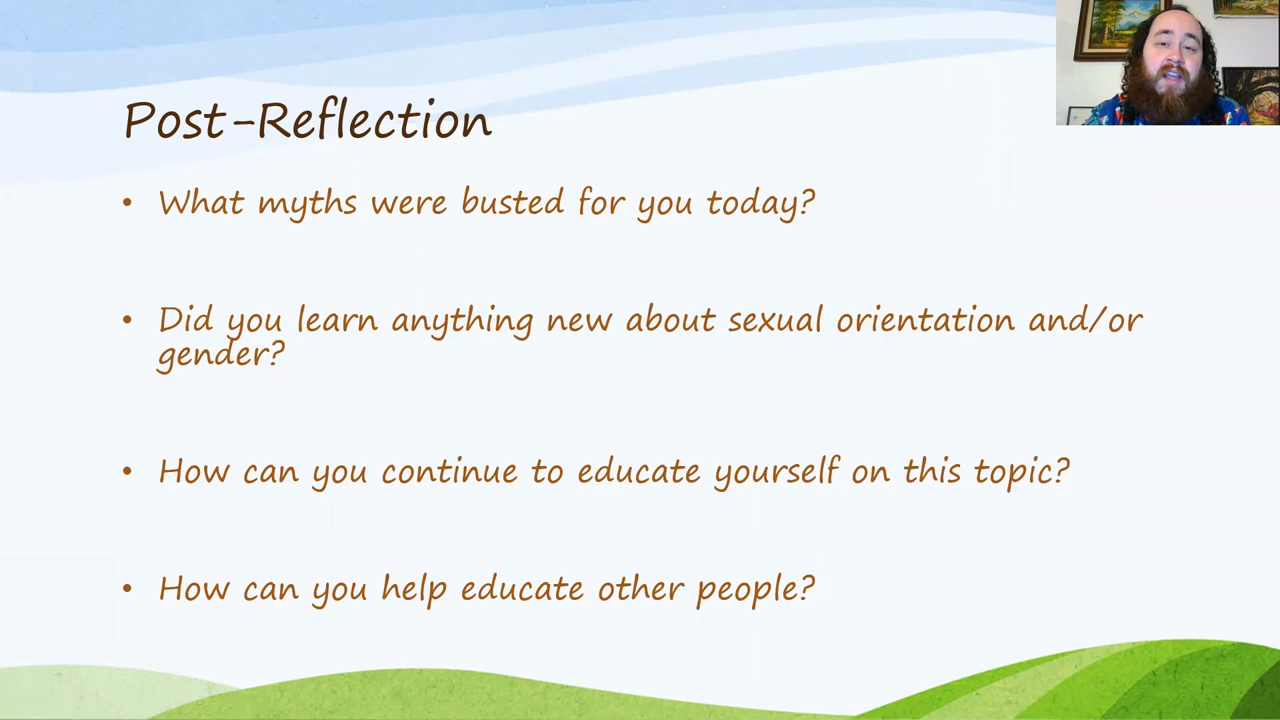 Post-Reflection
• What myths were busted for you today?
• Did you learn anything new about sexual orientation and/or
gender?
• How can you continue to educate yourself on this topic?
• How can you help educate other people?